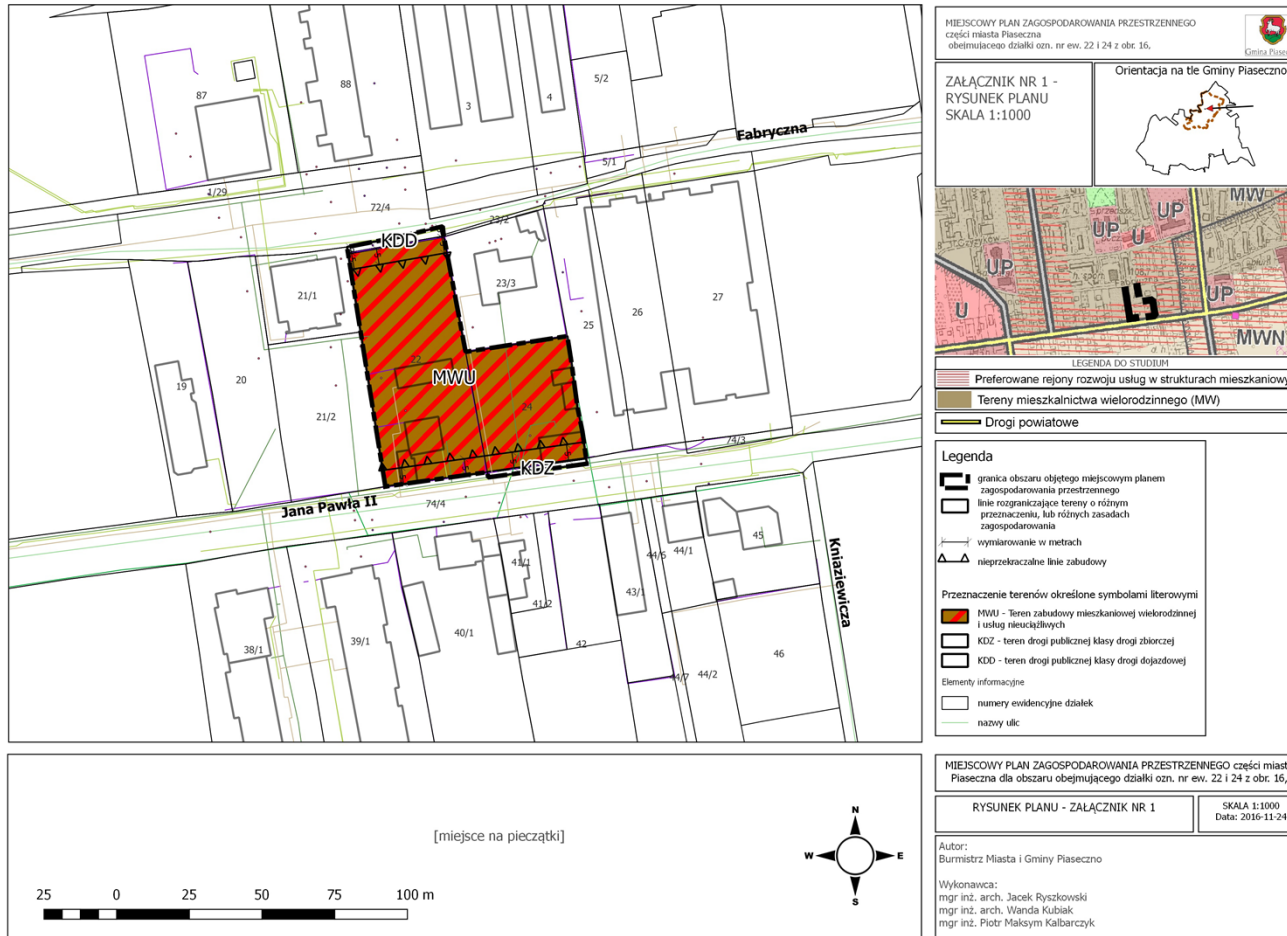 MIEJSCOWY PLAN ZAGOSPODAROWANIA PRZESTRZENNEGO
części miasta Piaseczna
obejmującego działki ozn. nr ew. 22 i 24 z obr. 16,
Gmina Piasec
ZAŁĄCZNIK NR 1 -
RYSUNEK PLANU
SKALA 1:1000
Orientacja na tle Gminy Piaseczno
UP
MW
UP
U
UP
U
UP
MWN
LEGENDA DO STUDIUM
Preferowane rejony rozwoju usług w strukturach mieszkaniowy
Tereny mieszkalnictwa wielorodzinnego (MW)
Drogi powiatowe
Legenda
granica obszaru objętego miejscowym planem
zagospodarowania przestrzennego
linie rozgraniczające tereny o różnym
przeznaczeniu, lub różnych zasadach
zagospodarowania
wymiarowanie w metrach
nieprzekraczalne linie zabudowy
Przeznaczenie terenów określone symbolami literowymi
MWU - Teren zabudowy mieszkaniowej wielorodzinnej
i usług nieuciążliwych
KDZ - teren drogi publicznej klasy drogi zbiorczej
KDD - teren drogi publicznej klasy drogi dojazdowej
Elementy informacyjne
numery ewidencyjne działek
nazwy ulic
MIEJSCOWY PLAN ZAGOSPODAROWANIA PRZESTRZENNEGO części miast
Piaseczna dla obszaru obejmującego działki ozn. nr ew. 22 i 24 z obr. 16,
RYSUNEK PLANU - ZAŁĄCZNIK NR 1
SKALA 1:1000
Data: 2016-11-24
Autor:
Burmistrz Miasta i Gminy Piaseczno
Wykonawca:
mgr inż. arch. Jacek Ryszkowski
mgr inż. arch. Wanda Kubiak
mgr inż. Piotr Maksym Kalbarczyk
87
88
3
4
5/2
Fabryczna
5/1
1/29
72/4
23/2
KDD
21/1
23/3
25
26
27
22
MWU
19
20
21/2
24
74/3
KDZ
74/4
Jana Pawła II
Kniaziewicza
38/1
39/1
40/1
41/1
41/2
42
43/1
44/1
45
44/2
46
[miejsce na pieczątki]
N
W
E
S
25
0
25
50
75
100 m